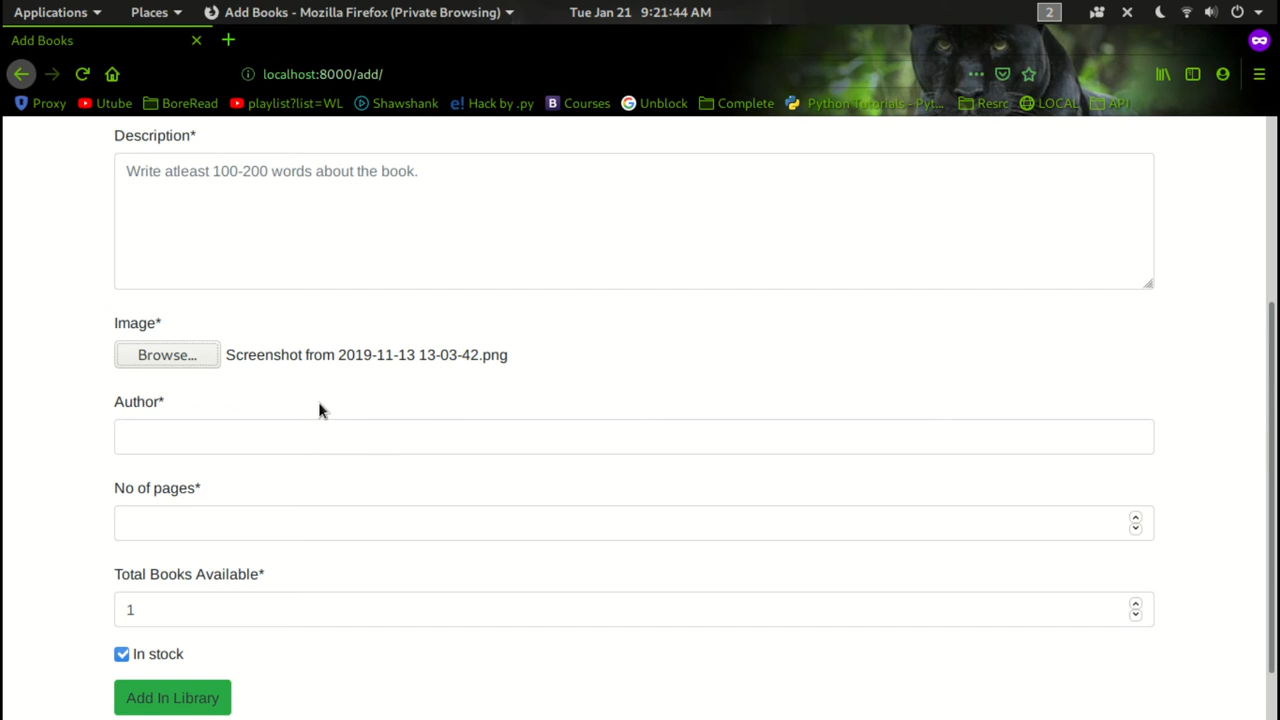 Applications Places Add Books - Mozilla Firefox (Private Browsing) Tue Jan 21 9:21:44 AM 2
Add Books
localhost:8000/add/
Proxy Utube BoreRead playlist?list=WL Shawshank e! Hack by .py B Courses Unblock Complete Python Tutorials - Pyt... Resrc LOCAL API
Description*
Write atleast 100-200 words about the book.
Image*
Browse... Screenshot from 2019-11-13 13-03-42.png
Author*
No of pages*
Total Books Available*
1
In stock
Add In Library